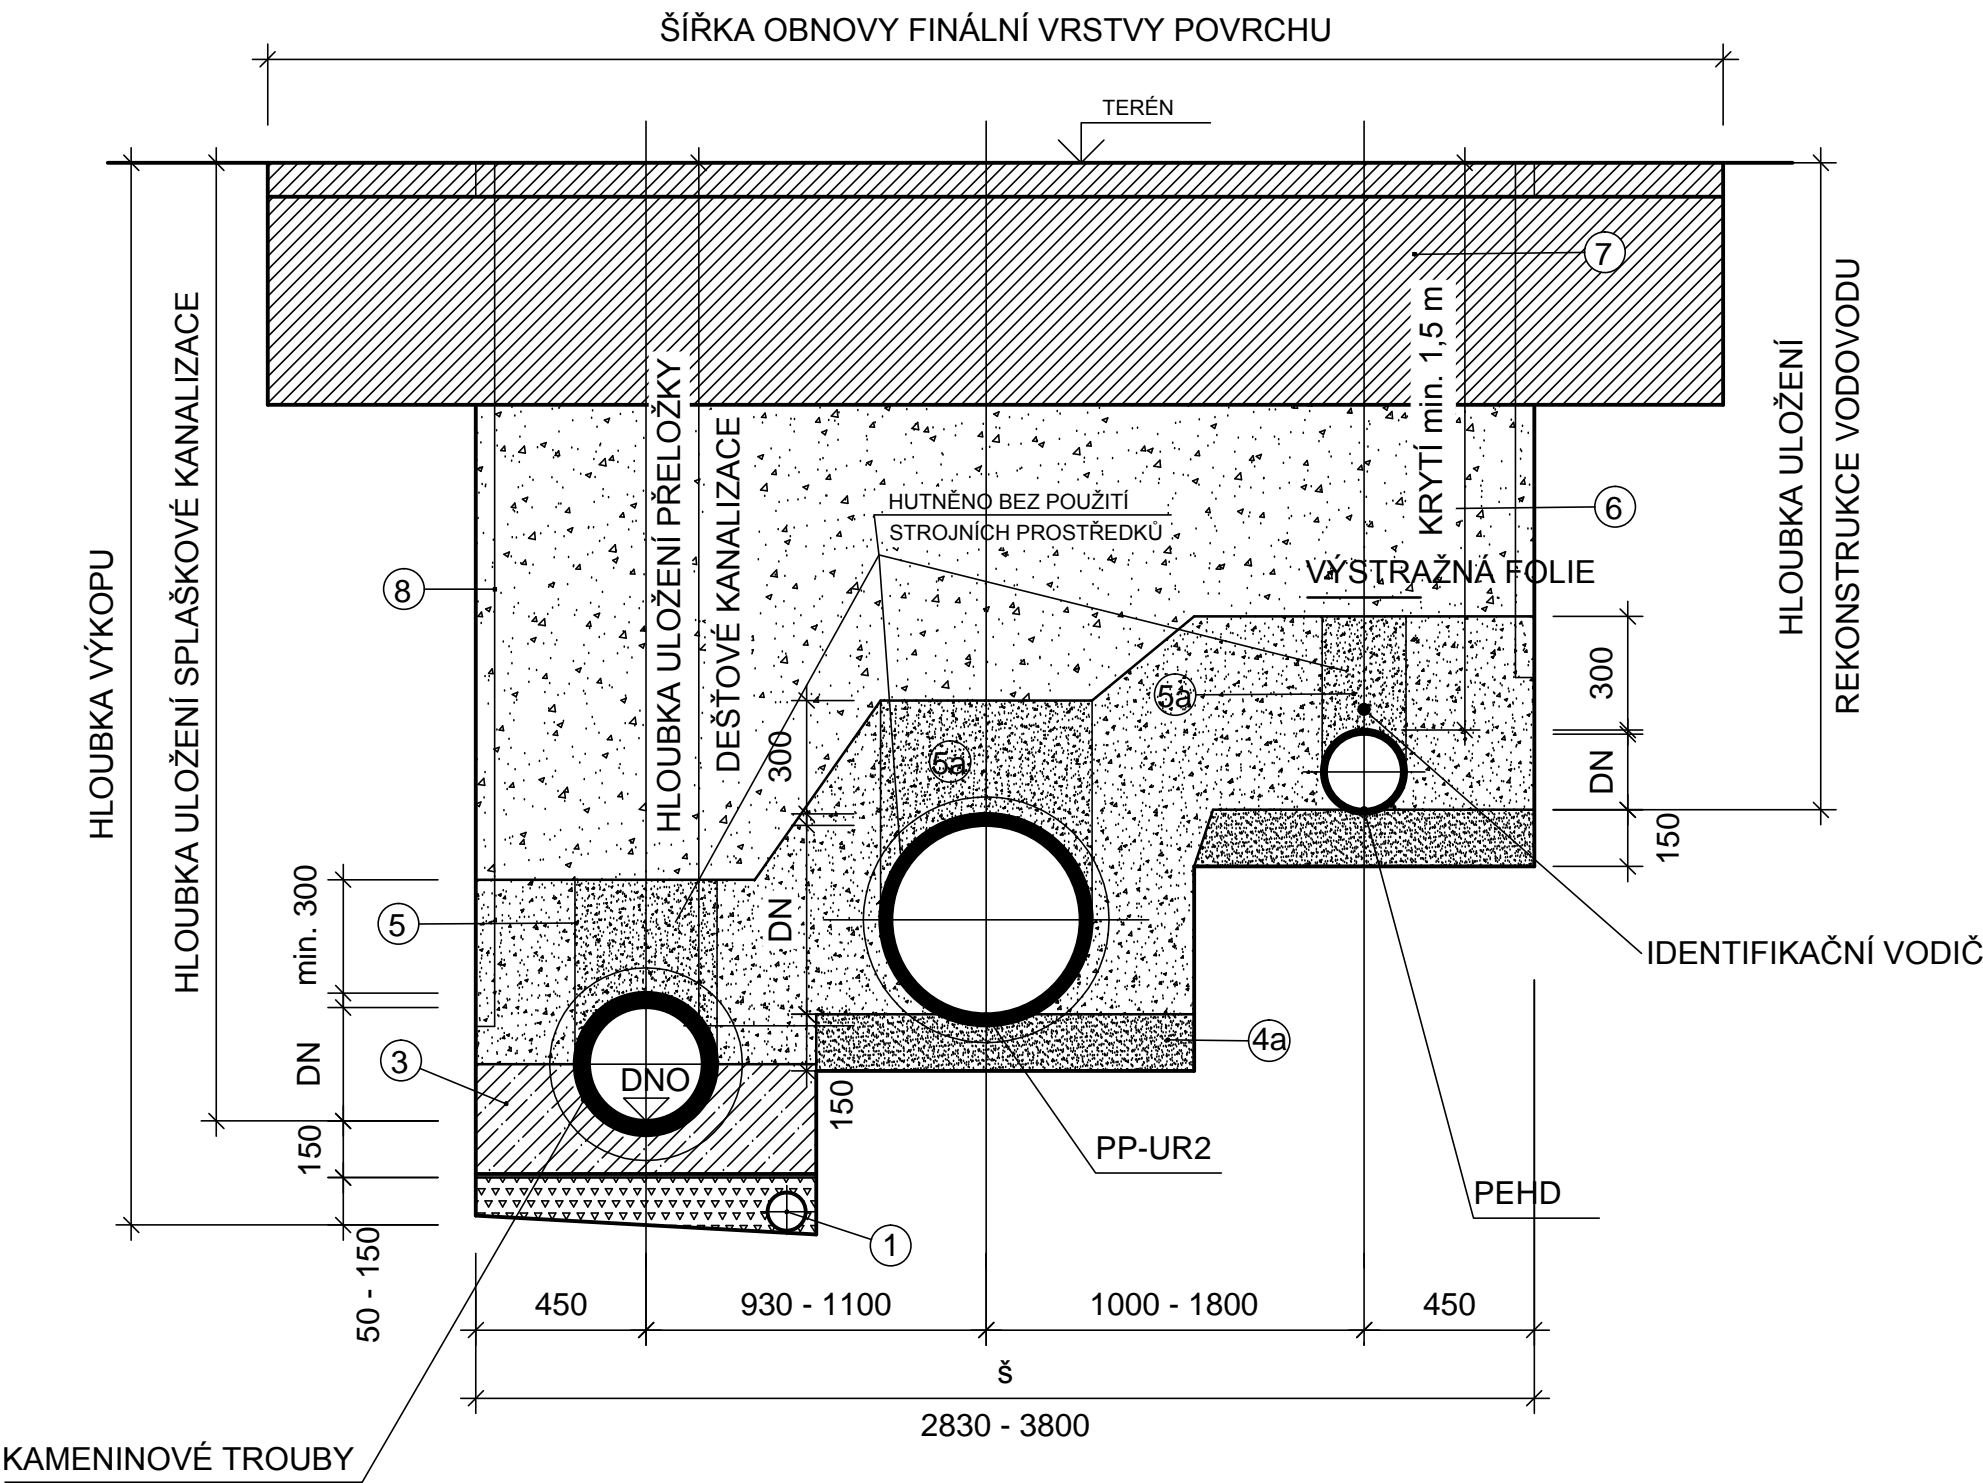 ŠÍŘKA OBNOVY FINÁLNÍ VRSTVY POVRCHU
TERÉN
7
HLOUBKA VÝKOPU
HLOUBKA ULOŽENÍ SPLAŠKOVÉ KANALIZACE
HLOUBKA ULOŽENÍ PŘELOŽKY
DEŠŤOVÉ KANALIZACE
KRYTÍ min. 1,5 m
HLOUBKA ULOŽENÍ
REKONSTRUKCE VODOVODU
HUTNĚNO BEZ POUŽITÍ
STROJNÍCH PROSTŘEDKŮ
6
VÝSTRAŽNÁ FOLIE
8
5a
300
DN
150
5a
300
DN
150
min. 300
DN
150
50 - 150
5
3
DNO
4a
IDENTIFIKAČNÍ VODIČ
PP-UR2
PEHD
1
450
930 - 1100
1000 - 1800
450
š
2830 - 3800
KAMENINOVÉ TROUBY